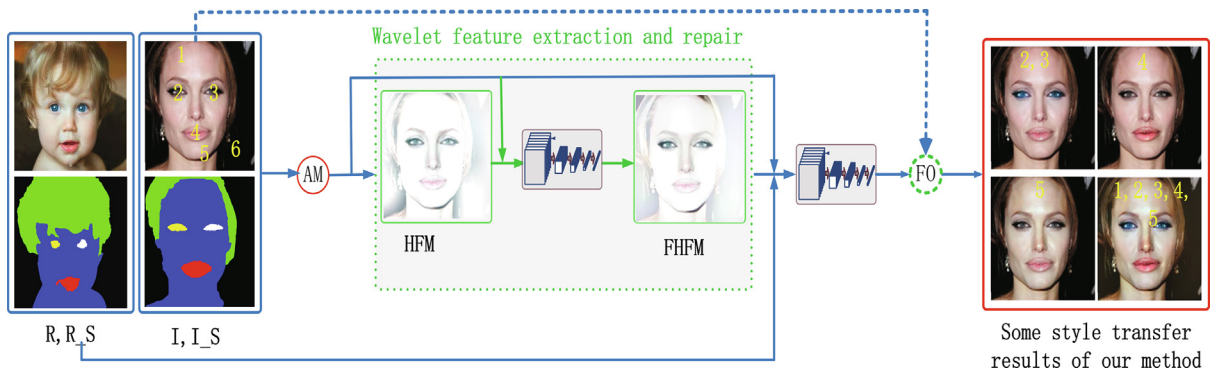 Wavelet feature extraction and repair
1
2
3
4
5
6
AM
HFM
FHFM
FO
2,3
4
5
1,2,3,4,
5
1
R,R_S
I,I_S
Some style transfer
results of our method